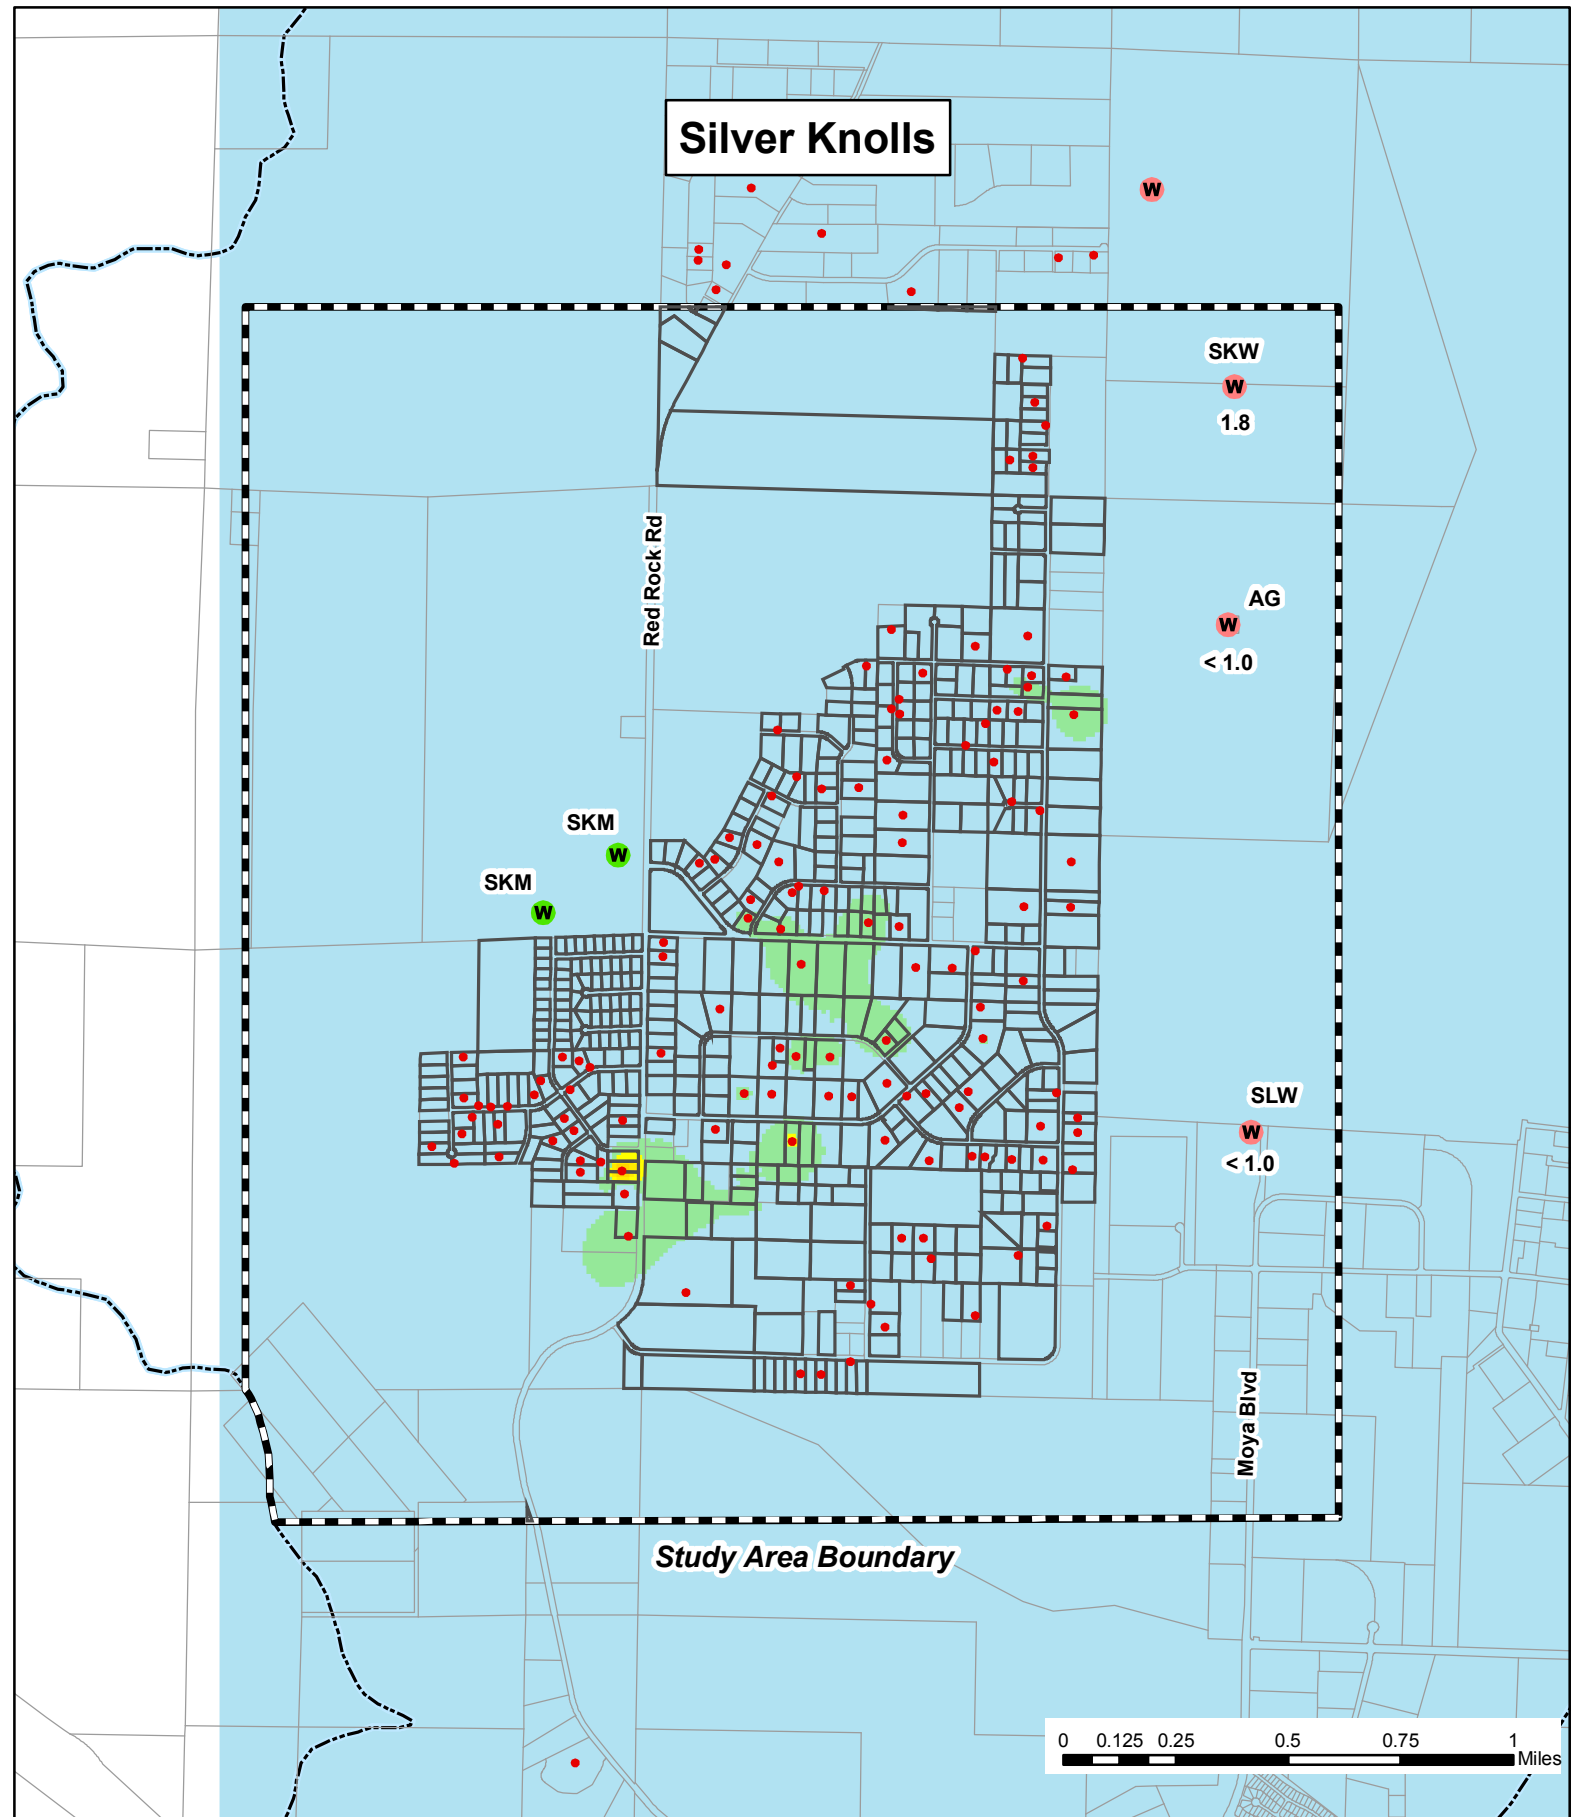 Silver Knolls
W
SKW
W
1.8
Red Rock Rd
AG
W
< 1.0
SKM
W
SKM
W
SLW
W
< 1.0
Moya Blvd
Study Area Boundary
0 0.125 0.25 0.5 0.75 1
Miles